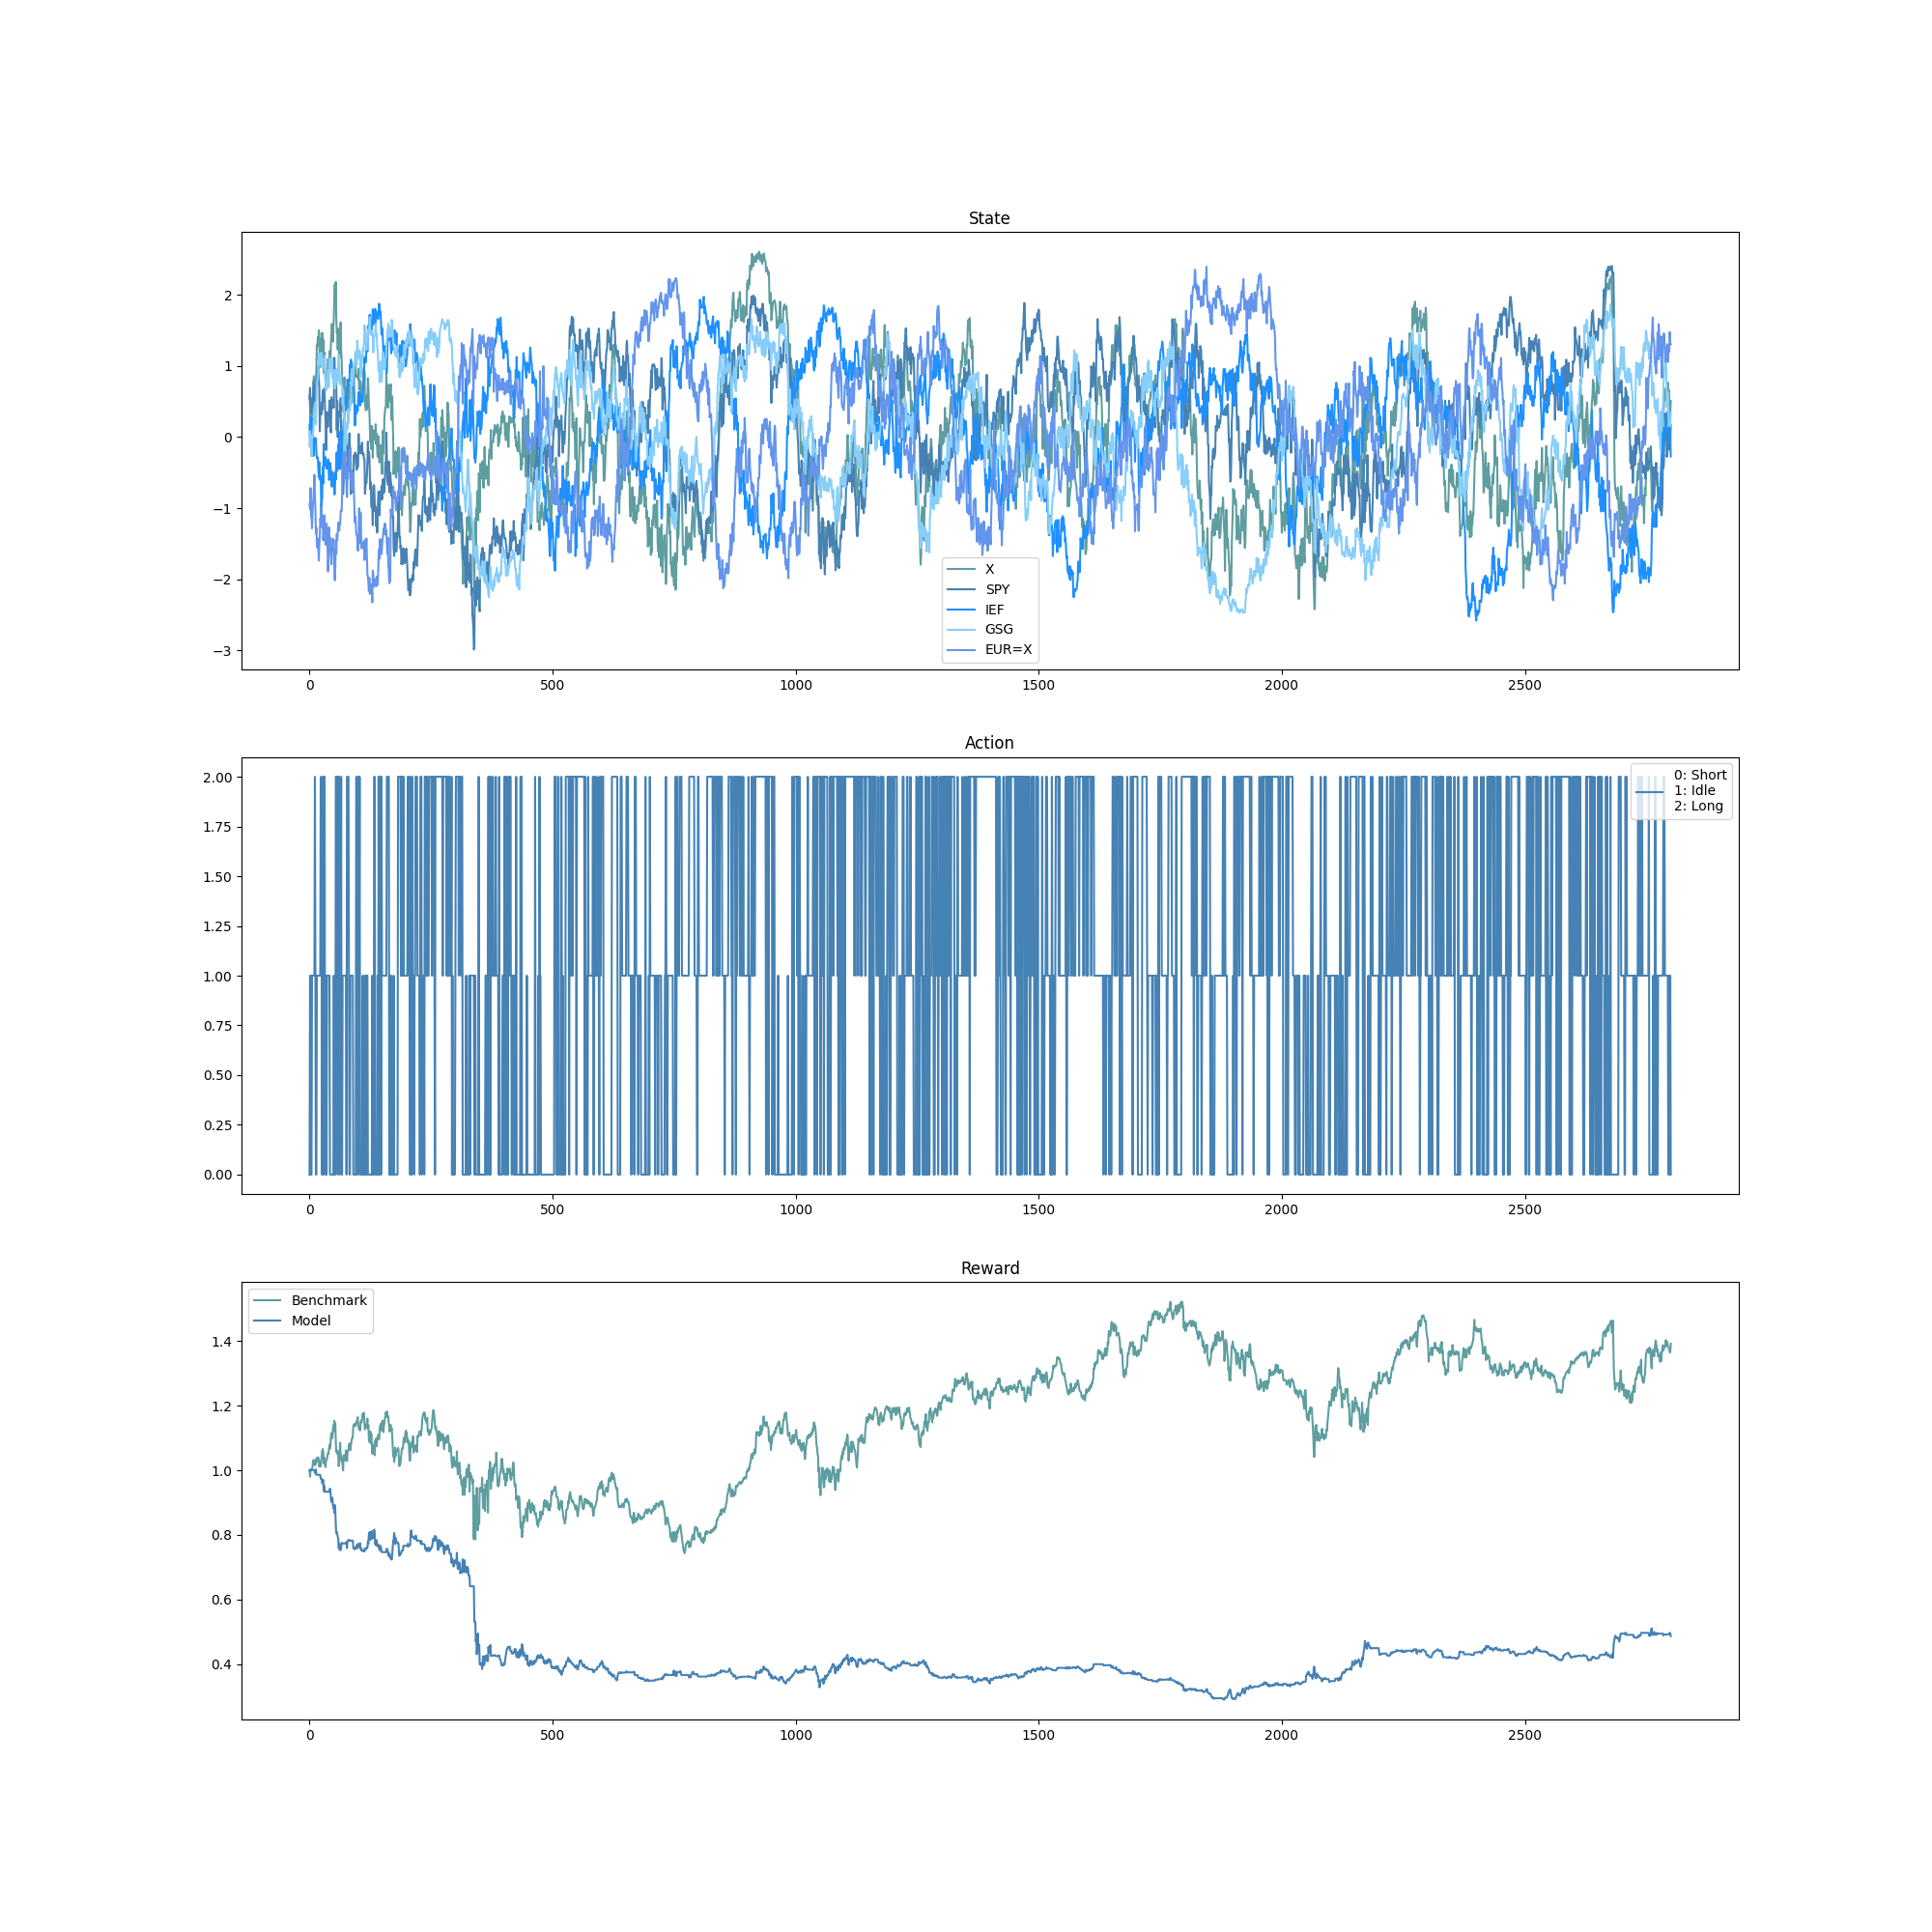 State
2
1
0
−1
−2
−3
X
SPY
IEF
GSG
EUR=X
0 500 1000 1500 2000 2500
Action
2.00
1.75
1.50
1.25
1.00
0.75
0.50
0.25
0.00
0: Short
1: Idle
2: Long
0 500 1000 1500 2000 2500
Reward
Benchmark
Model
1.4
1.2
1.0
0.8
0.6
0.4
0 500 1000 1500 2000 2500